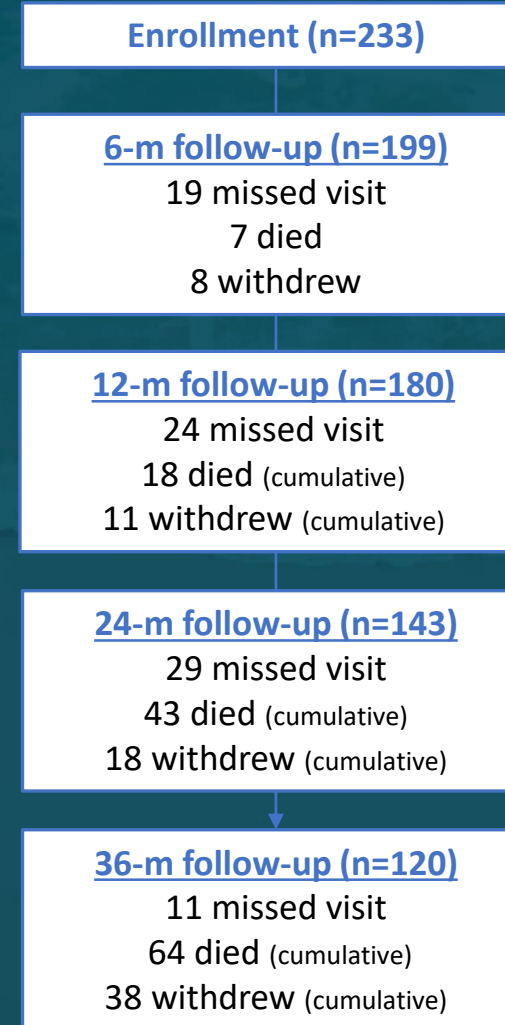 Enrollment (n=233)
6-m follow-up (n=199)
19 missed visit
7 died
8 withdrew
12-m follow-up (n=180)
24 missed visit
18 died (cumulative)
11 withdrew (cumulative)
24-m follow-up (n=143)
29 missed visit
43 died (cumulative)
18 withdrew (cumulative)
36-m follow-up (n=120)
11 missed visit
64 died (cumulative)
38 withdrew (cumulative)